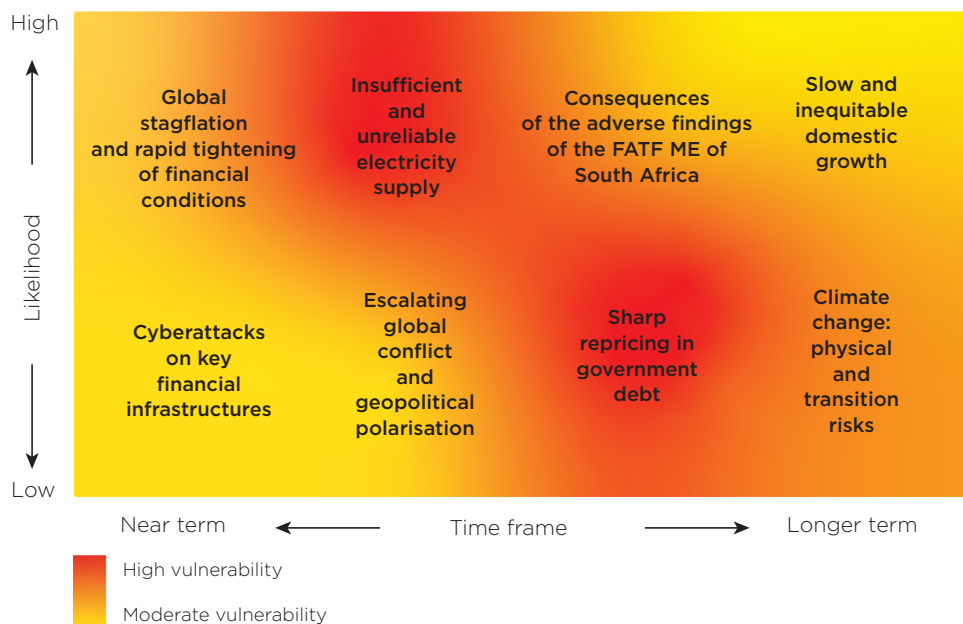 High
Global
stagflation
and rapid tightening
of financial
conditions
Insufficient
and
unreliable
electricity
supply
Consequences
of the adverse findings
of the FATF ME of
South Africa
Slow and
inequitable
domestic
growth
Likelihood
Cyberattacks
on key
financial
infrastructures
Escalating
global
conflict
and
geopolitical
polarisation
Sharp
repricing in
government
debt
Climate
change:
physical
and
transition
risks
Low
Near term
Time frame
Longer term
High vulnerability
Moderate vulnerability